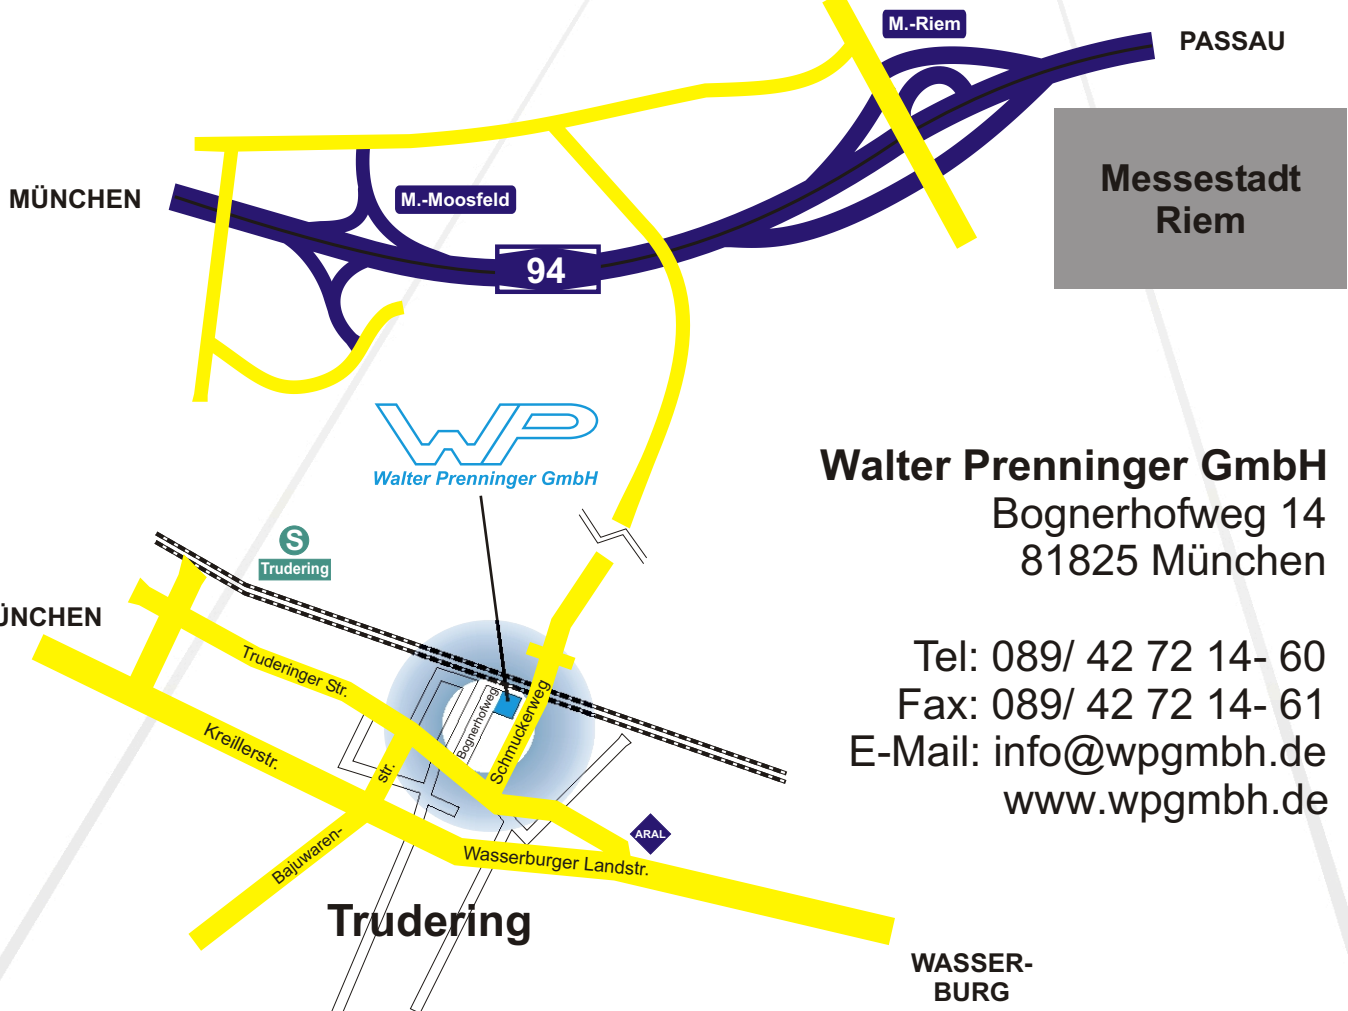 M.-Riem
PASSAU
Messestadt
Riem
MÜNCHEN
M.-Moosfeld
94
WP
Walter Prenninger GmbH
Walter Prenninger GmbH
Bognerhofweg 14
81825 München
Tel: 089/ 42 72 14- 60
Fax: 089/ 42 72 14- 61
E-Mail: info@wpgmbh.de
www.wpgmbh.de
S
Trudering
ÜNCHEN
Truderinger Str.
Kreillerstr.
Bognerhofweg
Schmuckerweg
Bajuwaren-
str.
ARAL
Wasserburger Landstr.
Trudering
WASSER-
BURG